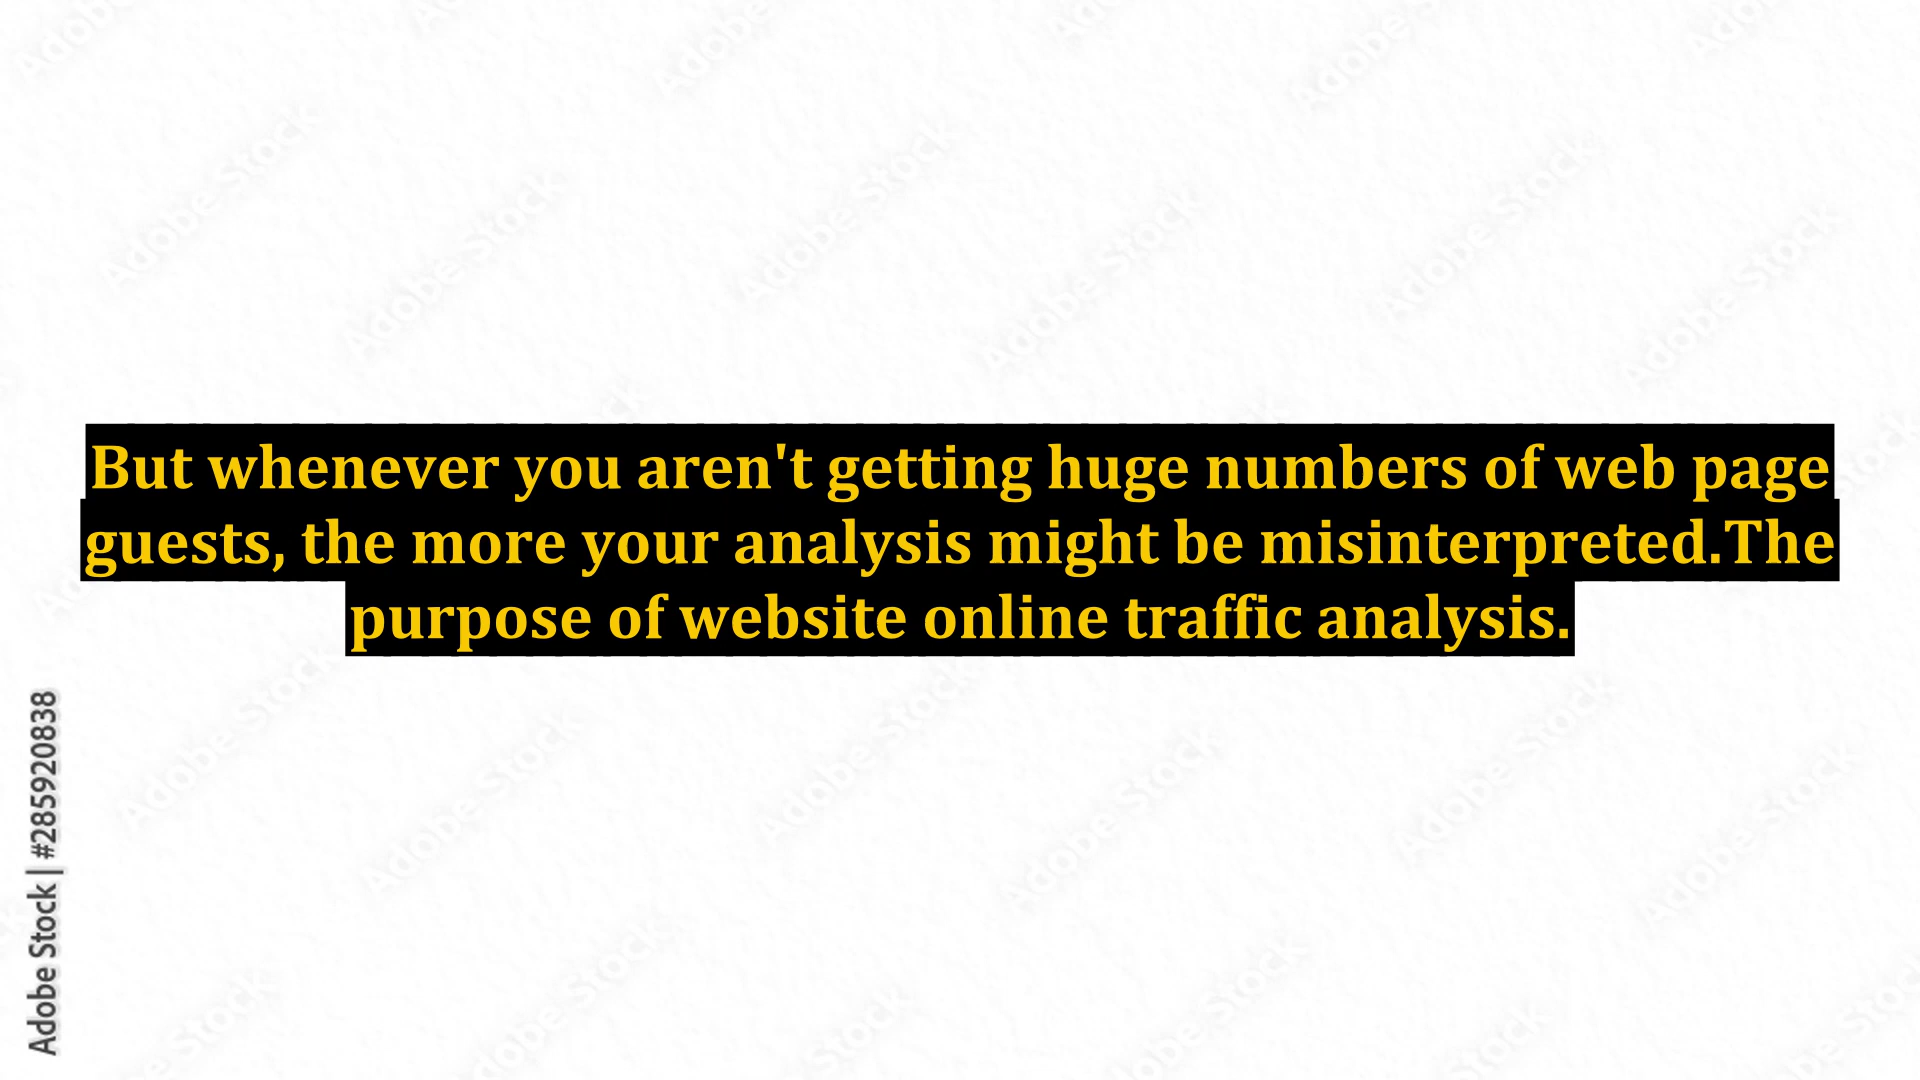 But whenever you aren't getting huge numbers of web page
guests, the more your analysis might be misinterpreted.The
purpose of website online traffic analysis.
Adobe Stock | #285920838